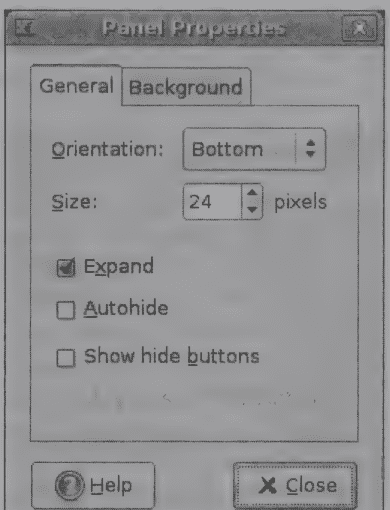 Panel Properties
General Background
Orientation: Bottom
Size: 24 pixels
Expand
Autohide
Show hide buttons
Help Close